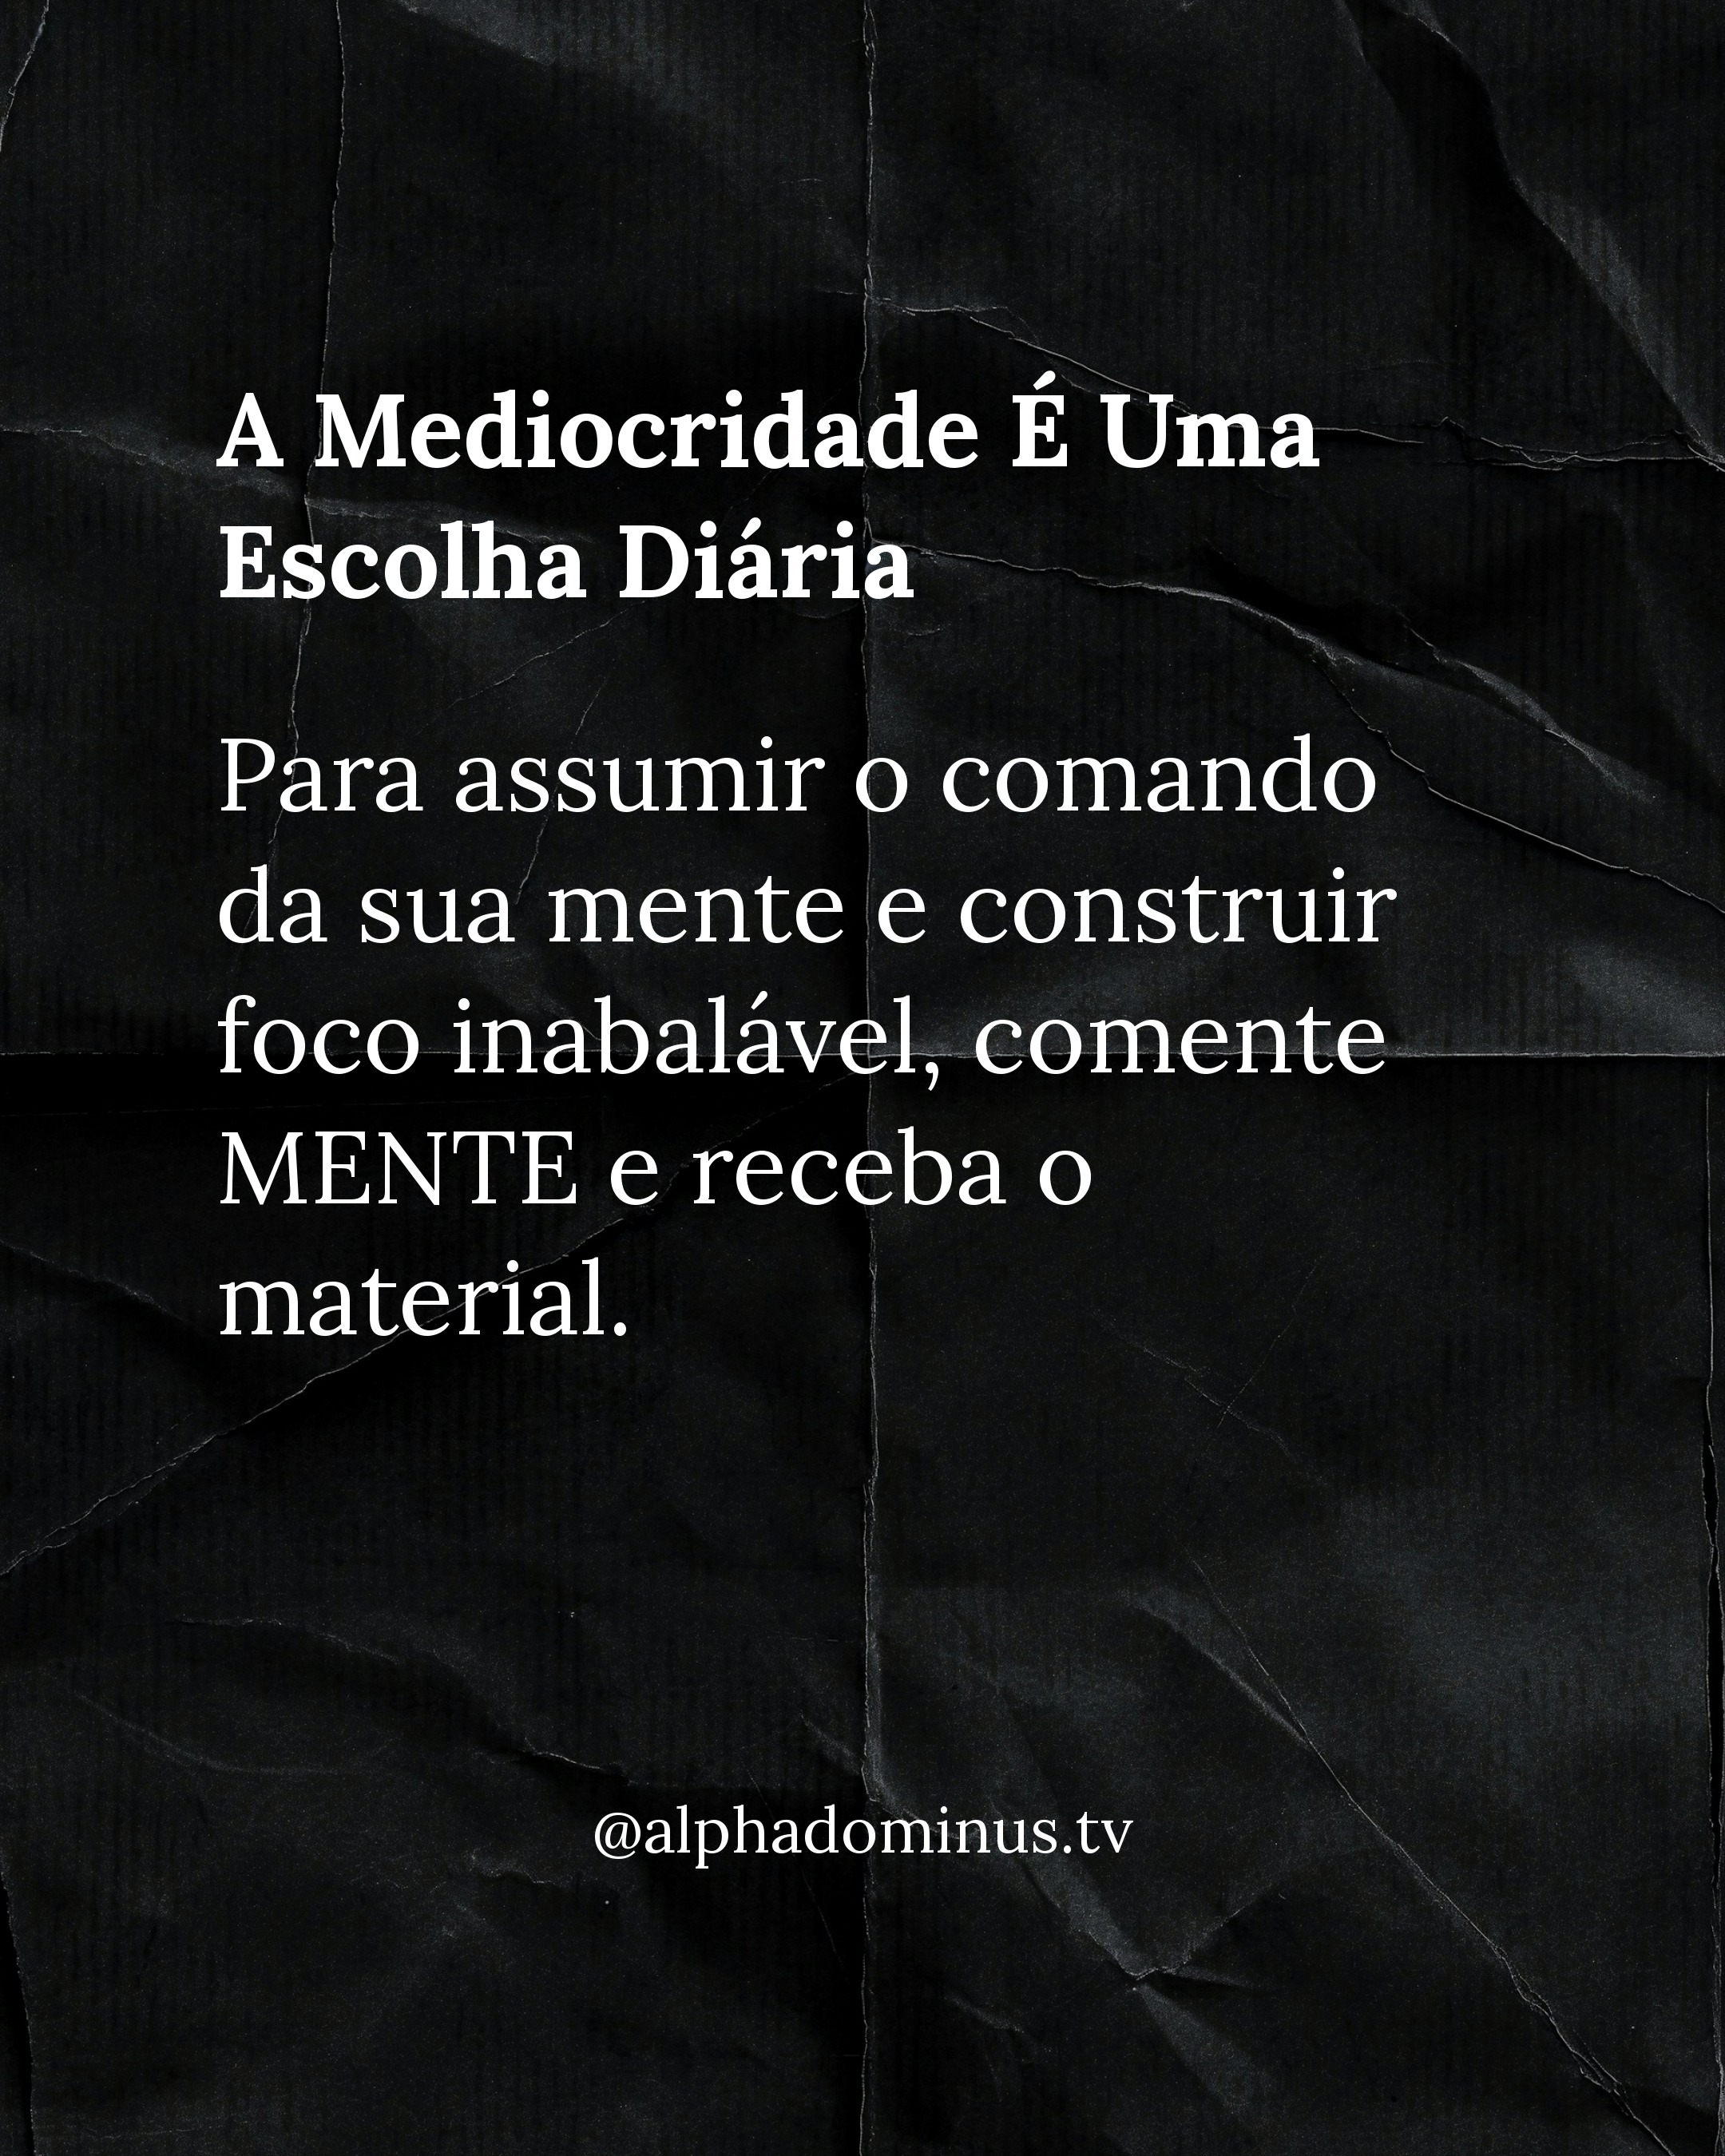 A Mediocridade É Uma
Escolha Diária
Para assumir o comando
da sua mente e construir
foco inabalável, comente
MENTE e receba o
material.
@alphadominus.tv